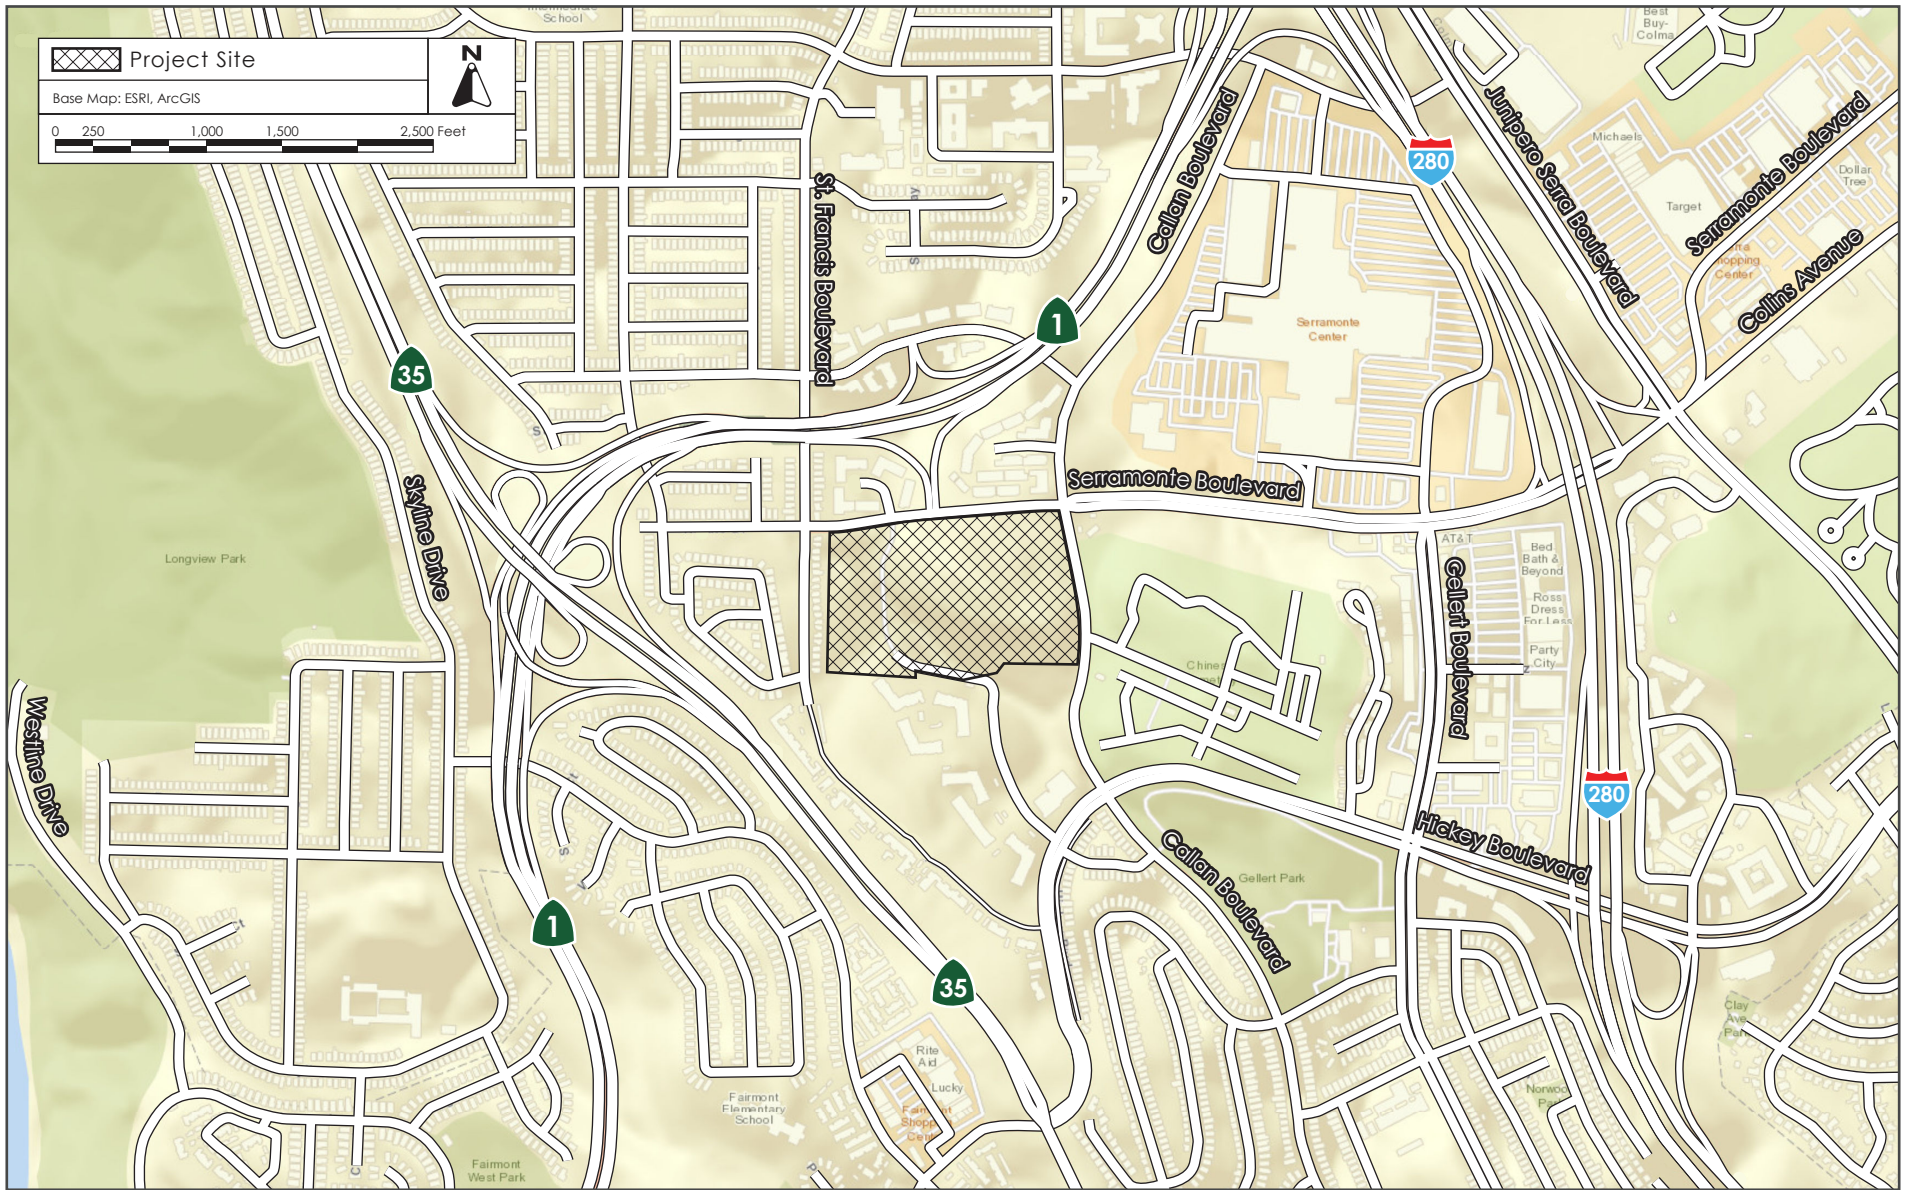 School
Project Site
N
Base Map: ESRI, ArcGIS
0 250 1,000 1,500 2,500 Feet
Best
Buy-
Colma
Junipero Serra Boulevard
Michaels
Serramonte Boulevard
280
Dollar
Tree
Callan Boulevard
St. Francis Boulevard
Target
Shopping
Center
Collins Avenue
1
Serramonte
Center
35
Serramonte Boulevard
Skyline Drive
Longview Park
AT&T
Bed
Bath &
Beyond
Gellert Boulevard
Ross
Dress
For-Less
Party
City
Westline Drive
280
Hickey Boulevard
Callan Boulevard
Gellert Park
1
35
Clay
Ave
Park
Rite
Aid
Lucky
Fairmont
Elementary
School
Fairmont
West Park